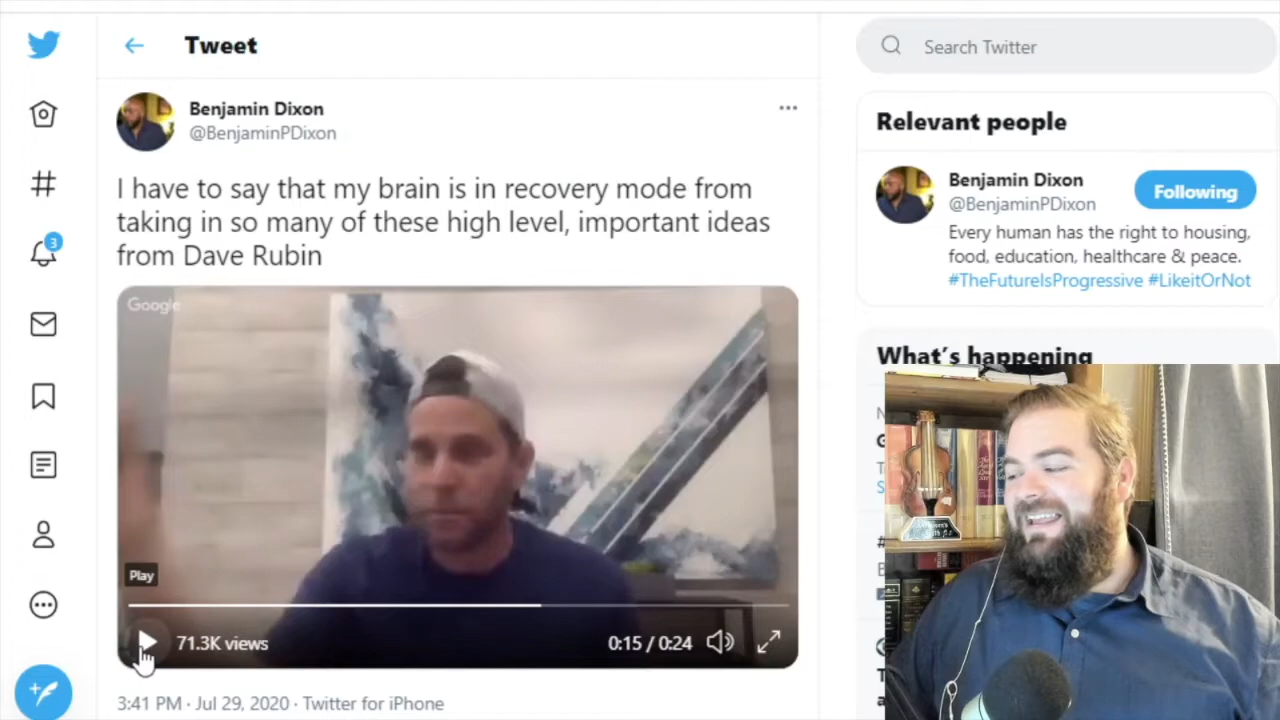 Tweet
Search Twitter
Benjamin Dixon
@BenjaminPDixon
I have to say that my brain is in recovery mode from
taking in so many of these high level, important ideas
from Dave Rubin
Google
Play
71.3K views
0:15 / 0:24
3:41 PM · Jul 29, 2020 · Twitter for iPhone
3
Relevant people
Benjamin Dixon
@BenjaminPDixon
Following
Every human has the right to housing,
food, education, healthcare & peace.
#TheFutureIsProgressive #LikeitOrNot
What's happening